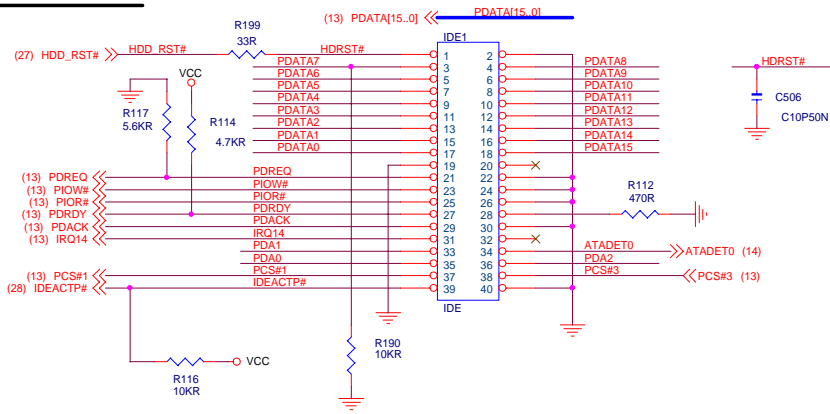 (13) PDATA[15..0] PDATA[15..0]
R199 IDE1
33R
(27) HDD_RST# HDD_RST# HDRST# 1 2 HDRST#
PDATA7 3 4 PDATA8
PDATA6 5 6 PDATA9
PDATA5 7 8 PDATA10
PDATA4 9 10 PDATA11
PDATA3 11 12 PDATA12
PDATA2 13 14 PDATA13
PDATA1 15 16 PDATA14
PDATA0 17 18 PDATA15
VCC
R117
5.6KR
R114
4.7KR
C506
C10P50N
19 20
(13) PDREQ PDREQ 21 22
(13) PIOW# PIOW# 23 24
(13) PIOR# PIOR# 25 26
(13) PDRDY PDRDY 27 28
R112
470R
(13) PDACK PDACK 29 30
(13) IRQ14 IRQ14 31 32
PDA1 33 34 ATADET0 ATADET0 (14)
PDA0 35 36 PDA2
(13) PCS#1 PCS#1 37 38 PCS#3 PCS#3 (13)
(28) IDEACTP# IDEACTP# 39 40
IDE
R190
10KR
VCC
R116
10KR